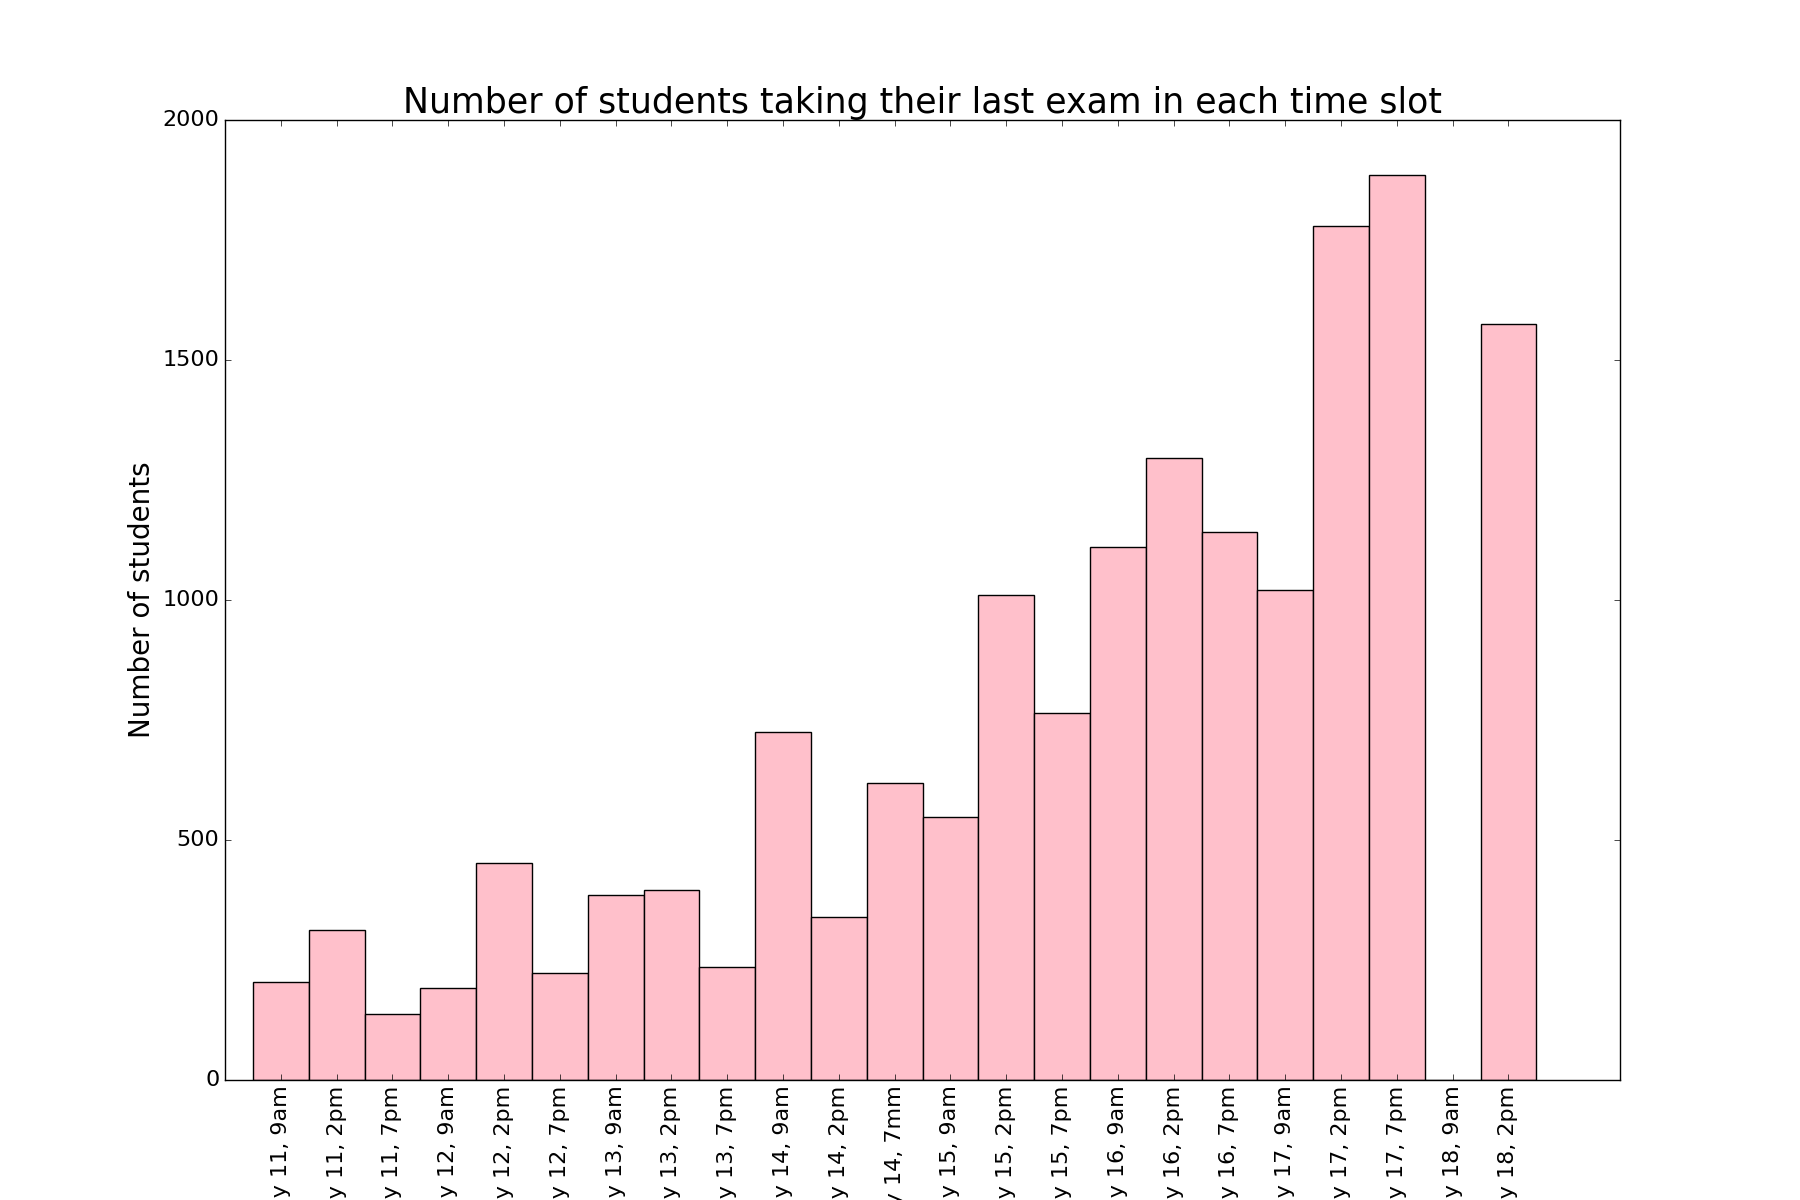 Number of students taking their last exam in each time slot
Number of students
2000
1500
1000
500
0
y 11, 9am
y 11, 2pm
y 11, 7pm
y 12, 9am
y 12, 2pm
y 12, 7pm
y 13, 9am
y 13, 2pm
y 13, 7pm
y 14, 9am
y 14, 2pm
y 14, 7mm
y 15, 9am
y 15, 2pm
y 15, 7pm
y 16, 9am
y 16, 2pm
y 16, 7pm
y 17, 9am
y 17, 2pm
y 17, 7pm
y 18, 9am
y 18, 2pm